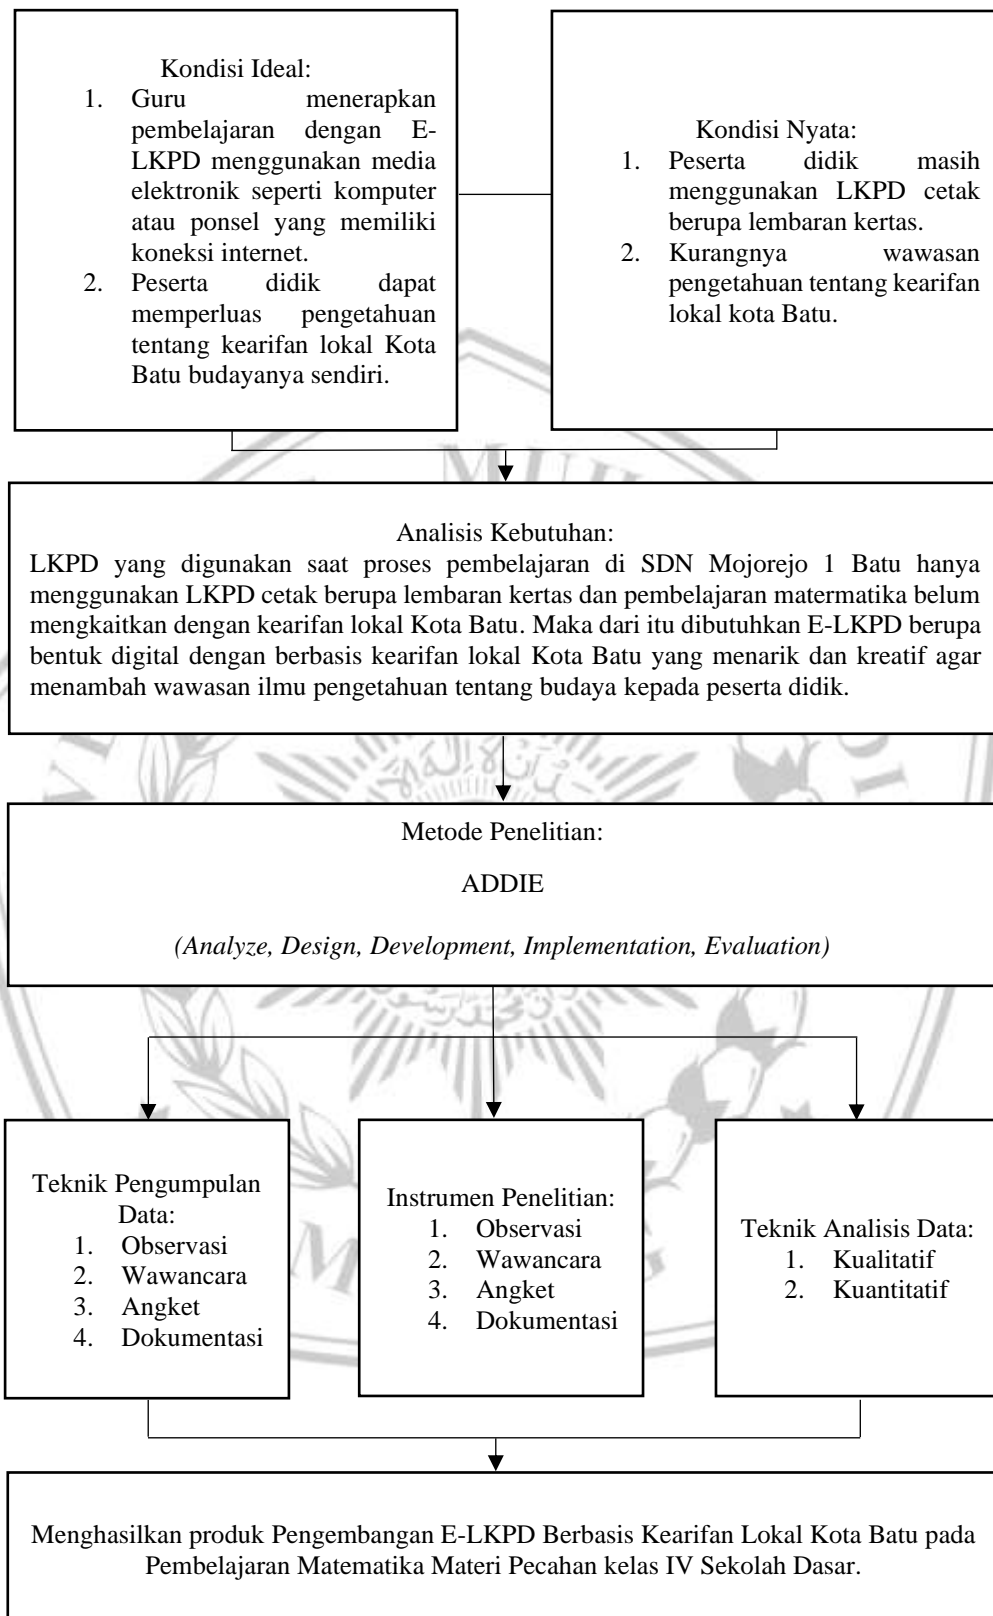 Kondisi Ideal:
1. Guru menerapkan
pembelajaran dengan E-
LKPD menggunakan media
elektronik seperti komputer
atau ponsel yang memiliki
koneksi internet.
2. Peserta didik dapat
memperluas pengetahuan
tentang kearifan lokal Kota
Batu budayanya sendiri.
Kondisi Nyata:
1. Peserta didik masih
menggunakan LKPD cetak
berupa lembaran kertas.
2. Kurangnya wawasan
pengetahuan tentang kearifan
lokal kota Batu.
Analisis Kebutuhan:
LKPD yang digunakan saat proses pembelajaran di SDN Mojorejo 1 Batu hanya
menggunakan LKPD cetak berupa lembaran kertas dan pembelajaran matermatika belum
mengkaitkan dengan kearifan lokal Kota Batu. Maka dari itu dibutuhkan E-LKPD berupa
bentuk digital dengan berbasis kearifan lokal Kota Batu yang menarik dan kreatif agar
menambah wawasan ilmu pengetahuan tentang budaya kepada peserta didik.
Metode Penelitian:
ADDIE
(Analyze, Design, Development, Implementation, Evaluation)
Teknik Pengumpulan
Data:
1. Observasi
2. Wawancara
3. Angket
4. Dokumentasi
Instrumen Penelitian:
1. Observasi
2. Wawancara
3. Angket
4. Dokumentasi
Teknik Analisis Data:
1. Kualitatif
2. Kuantitatif
Menghasilkan produk Pengembangan E-LKPD Berbasis Kearifan Lokal Kota Batu pada
Pembelajaran Matematika Materi Pecahan kelas IV Sekolah Dasar.